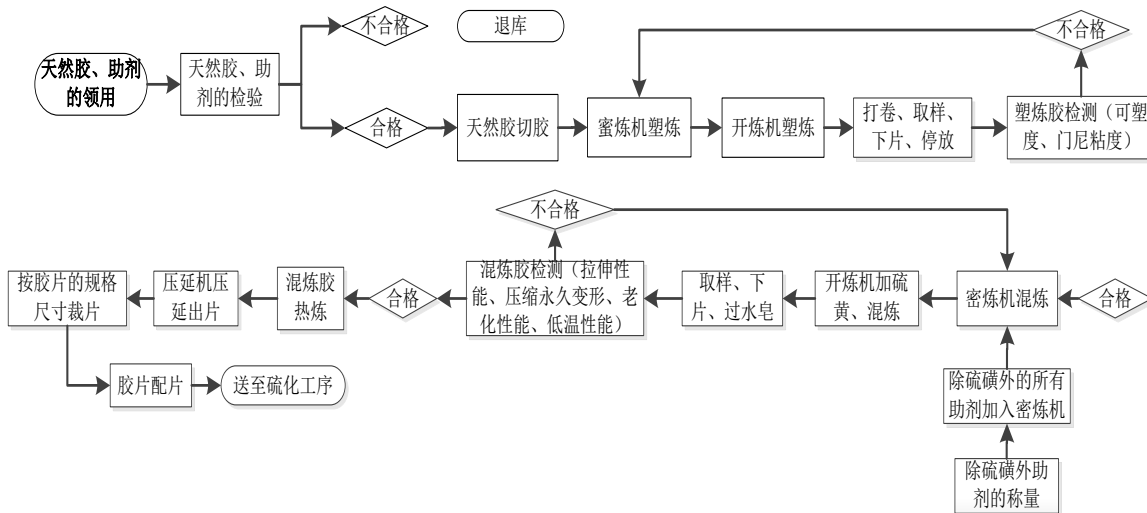 天然胶、助剂
的领用
天然胶、助
剂的检验
不合格
退库
合格
天然胶切胶
蜜炼机塑炼
开炼机塑炼
打卷、取样、
下片、停放
塑炼胶检测（可塑
度、门尼粘度）
不合格
合格
密炼机混炼
除硫磺外的所有
助剂加入密炼机
除硫磺外助
剂的称量
开炼机加硫
黄、混炼
取样、下
片、过水皂
混炼胶检测（拉伸性
能、压缩永久变形、老
化性能、低温性能）
不合格
合格
混炼胶
热炼
压延机压
延出片
按胶片的规格
尺寸裁片
胶片配片
送至硫化工序